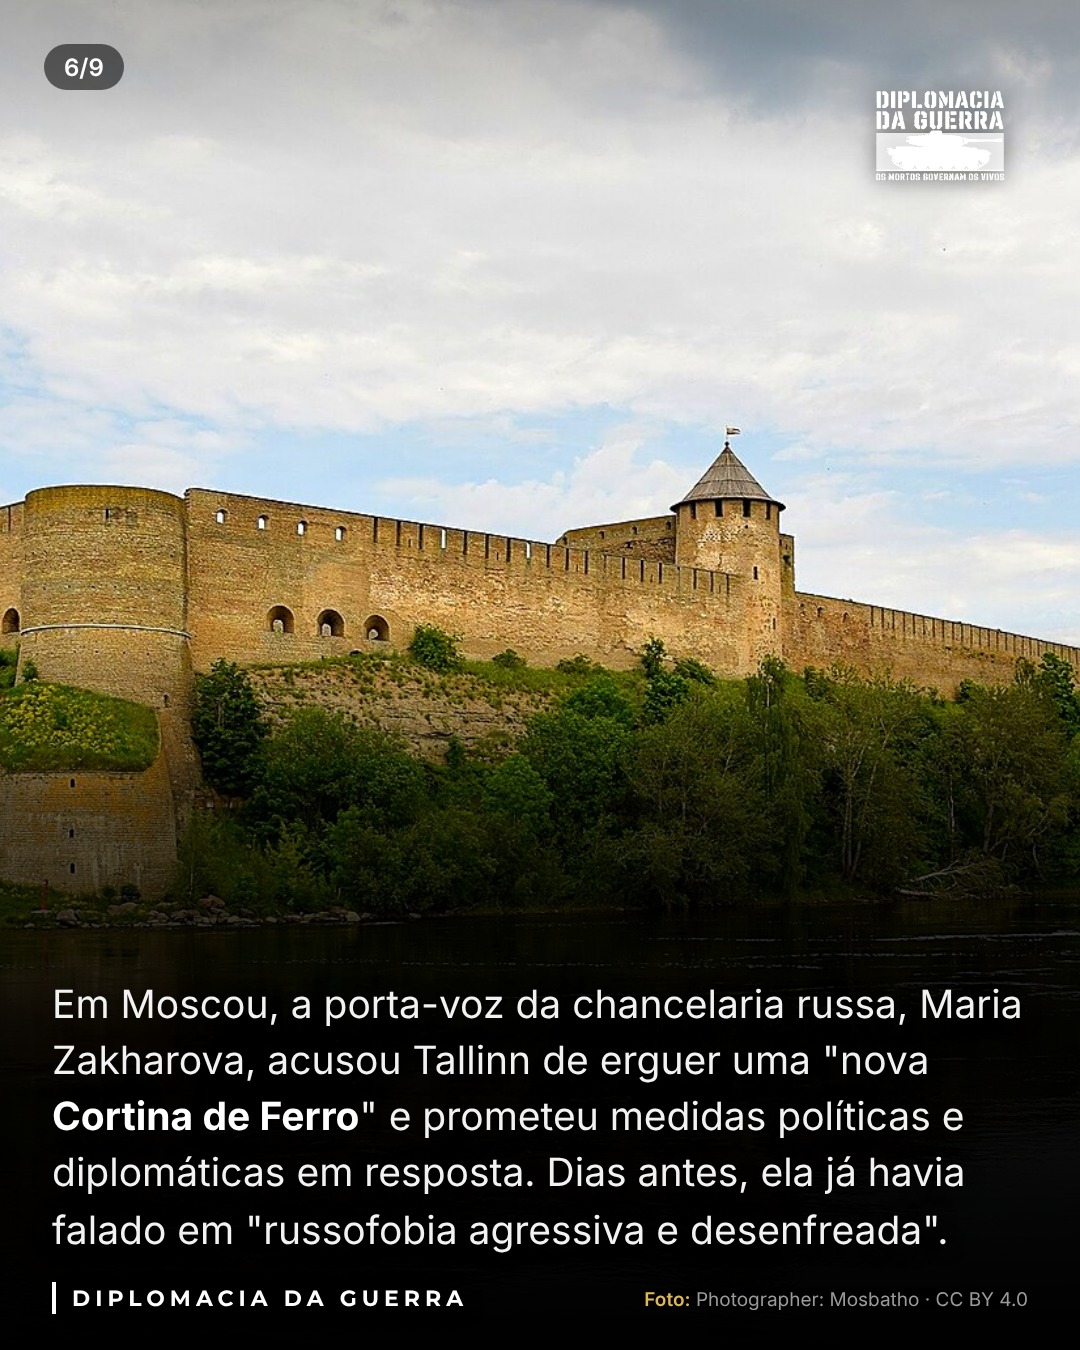 6/9
DIPLOMACIA
DA GUERRA
OS MORTOS GOVERNAM OS VIVOS
Em Moscou, a porta-voz da chancelaria russa, Maria
Zakharova, acusou Tallinn de erguer uma "nova
Cortina de Ferro" e prometeu medidas políticas e
diplomáticas em resposta. Dias antes, ela já havia
falado em "russofobia agressiva e desenfreada".
DIPLOMACIA DA GUERRA
Foto: Photographer: Mosbatho · CC BY 4.0